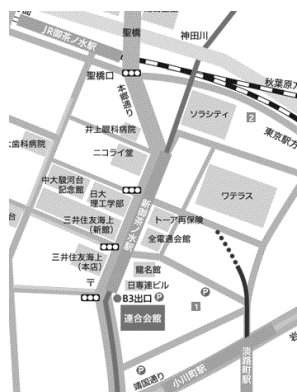 聖橋
神田川
JR御茶ノ水駅
聖橋口
本郷通り
秋葉原方
ソラシティ
2
東京駅方
井上眼科病院
歯科病院
ニコライ堂
中大駿河台
記念館
日大
理工学部
ワテラス
新御茶ノ水駅
三井住友海上
(新館)
トーア再保険
全電通会館
三井住友海上
(本店)
龍名館
〒
日専連ビル
B3出口
P
P
1
連合会館
淡路町駅
小川町駅
P
P
靖国通り